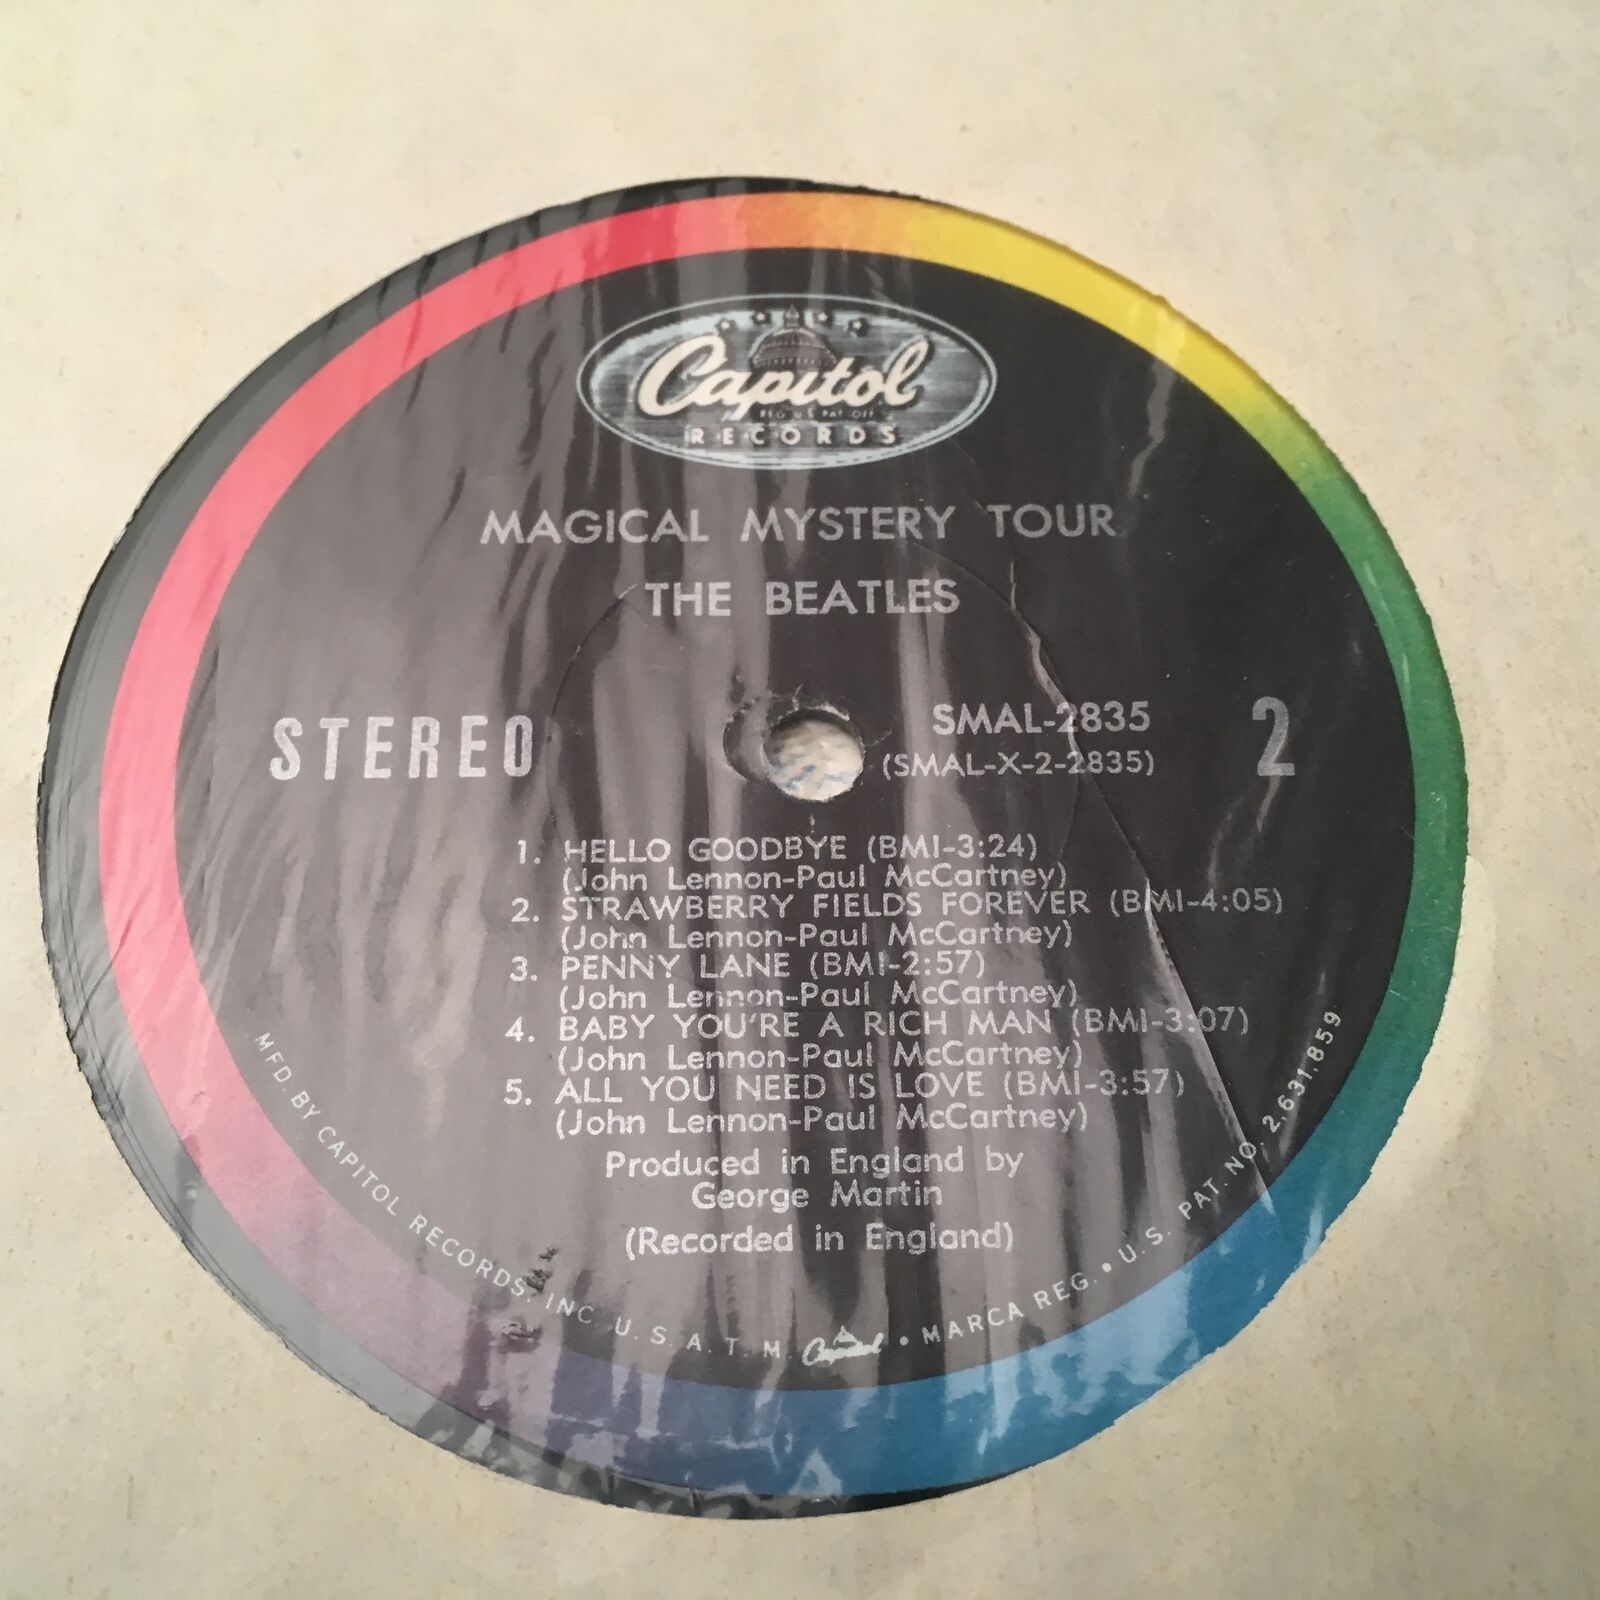 Capitol
REG. U.S. PAT. OFF.
RECORDS
MAGICAL MYSTERY TOUR
THE BEATLES
STEREO
SMAL-2835
(SMAL-X-2-2835)
2
1. HELLO GOODBYE (BMI-3:24)
(John Lennon-Paul McCartney)
2. STRAWBERRY FIELDS FOREVER (BMI-4:05)
(John Lennon-Paul McCartney)
3. PENNY LANE (BMI-2:57)
(John Lennon-Paul McCartney)
4. BABY YOU'RE A RICH MAN (BMI-3:07)
(John Lennon-Paul McCartney)
5. ALL YOU NEED IS LOVE (BMI-3:57)
(John Lennon-Paul McCartney)
Produced in England by
George Martin
(Recorded in England)
MFD. BY CAPITOL RECORDS, INC. U.S.A. T.M. Capitol • MARCA REG. • U.S. PAT. NO. 2,631,859